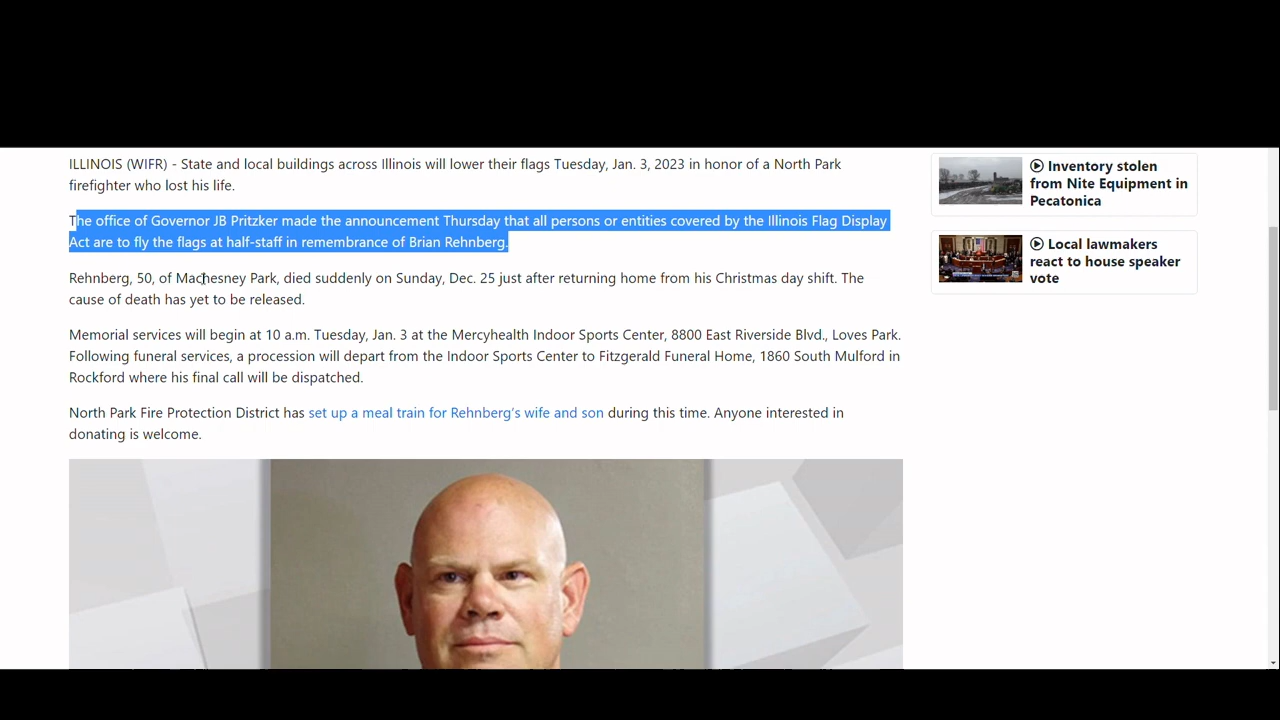 ILLINOIS (WIFR) - State and local buildings across Illinois will lower their flags Tuesday, Jan. 3, 2023 in honor of a North Park
firefighter who lost his life.
The office of Governor JB Pritzker made the announcement Thursday that all persons or entities covered by the Illinois Flag Display
Act are to fly the flags at half-staff in remembrance of Brian Rehnberg.
Rehnberg, 50, of Machesney Park, died suddenly on Sunday, Dec. 25 just after returning home from his Christmas day shift. The
cause of death has yet to be released.
Memorial services will begin at 10 a.m. Tuesday, Jan. 3 at the Mercyhealth Indoor Sports Center, 8800 East Riverside Blvd., Loves Park.
Following funeral services, a procession will depart from the Indoor Sports Center to Fitzgerald Funeral Home, 1860 South Mulford in
Rockford where his final call will be dispatched.
North Park Fire Protection District has set up a meal train for Rehnberg's wife and son during this time. Anyone interested in
donating is welcome.
Inventory stolen
from Nite Equipment in
Pecatonica
Local lawmakers
react to house speaker
vote